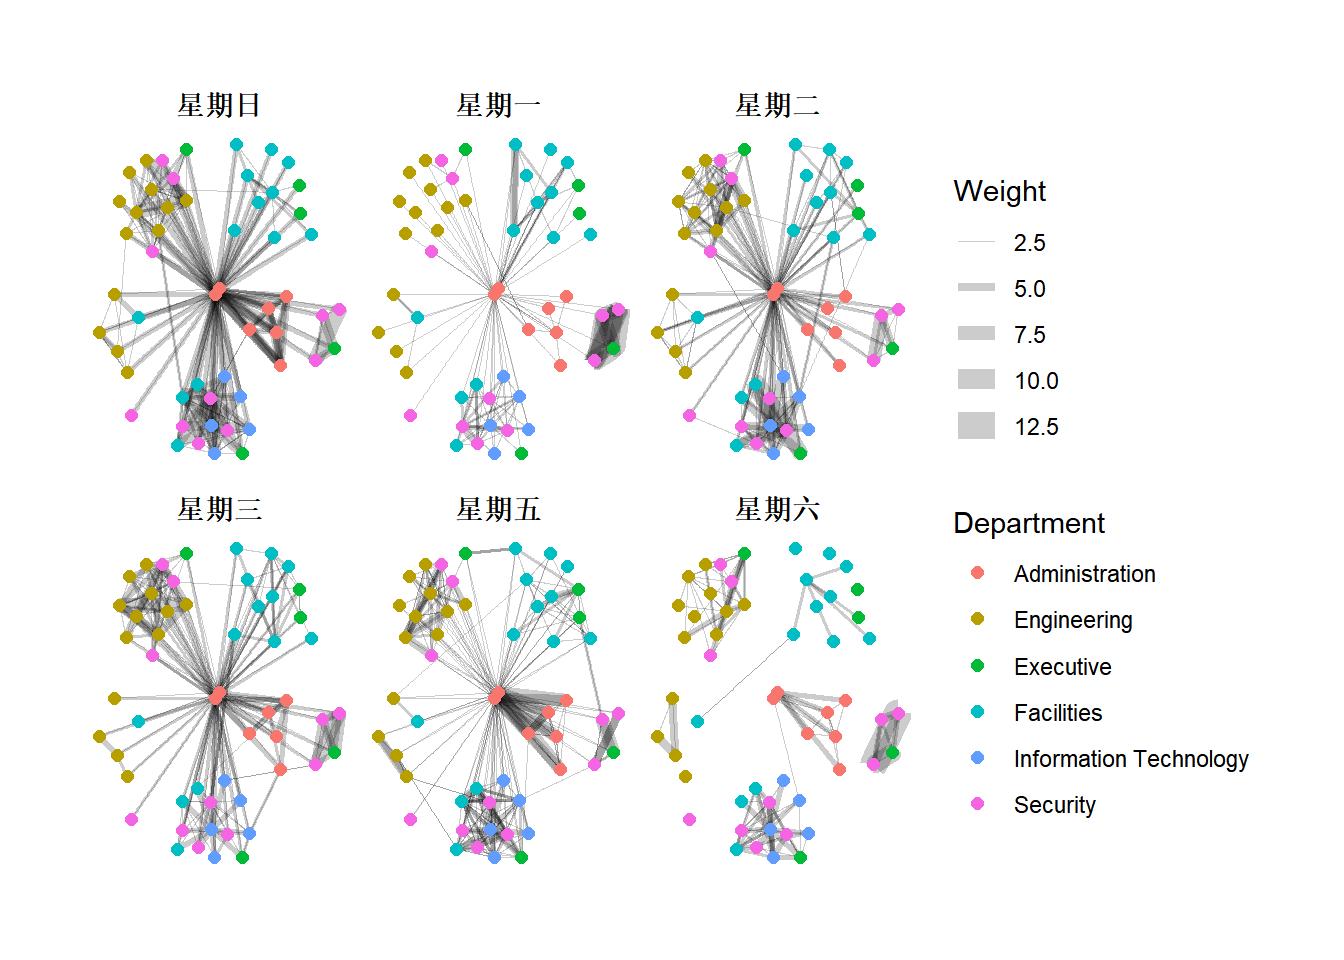 星期日
星期一
星期二
星期三
星期五
星期六
Weight
2.5
5.0
7.5
10.0
12.5
Department
Administration
Engineering
Executive
Facilities
Information Technology
Security